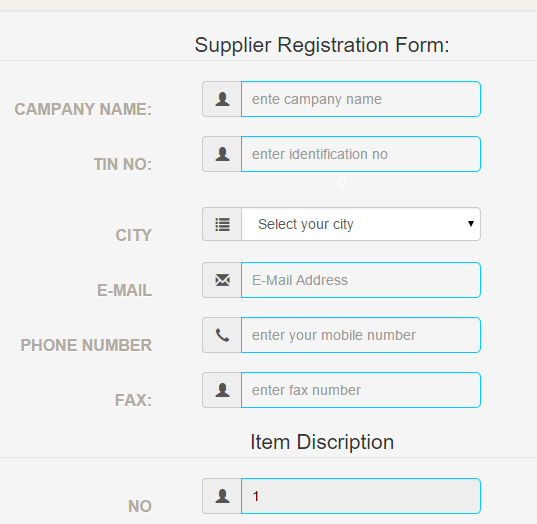 Supplier Registration Form:
CAMPANY NAME: ente campany name
TIN NO: enter identification no
0
CITY Select your city
E-MAIL E-Mail Address
PHONE NUMBER enter your mobile number
FAX: enter fax number
Item Discription
NO 1